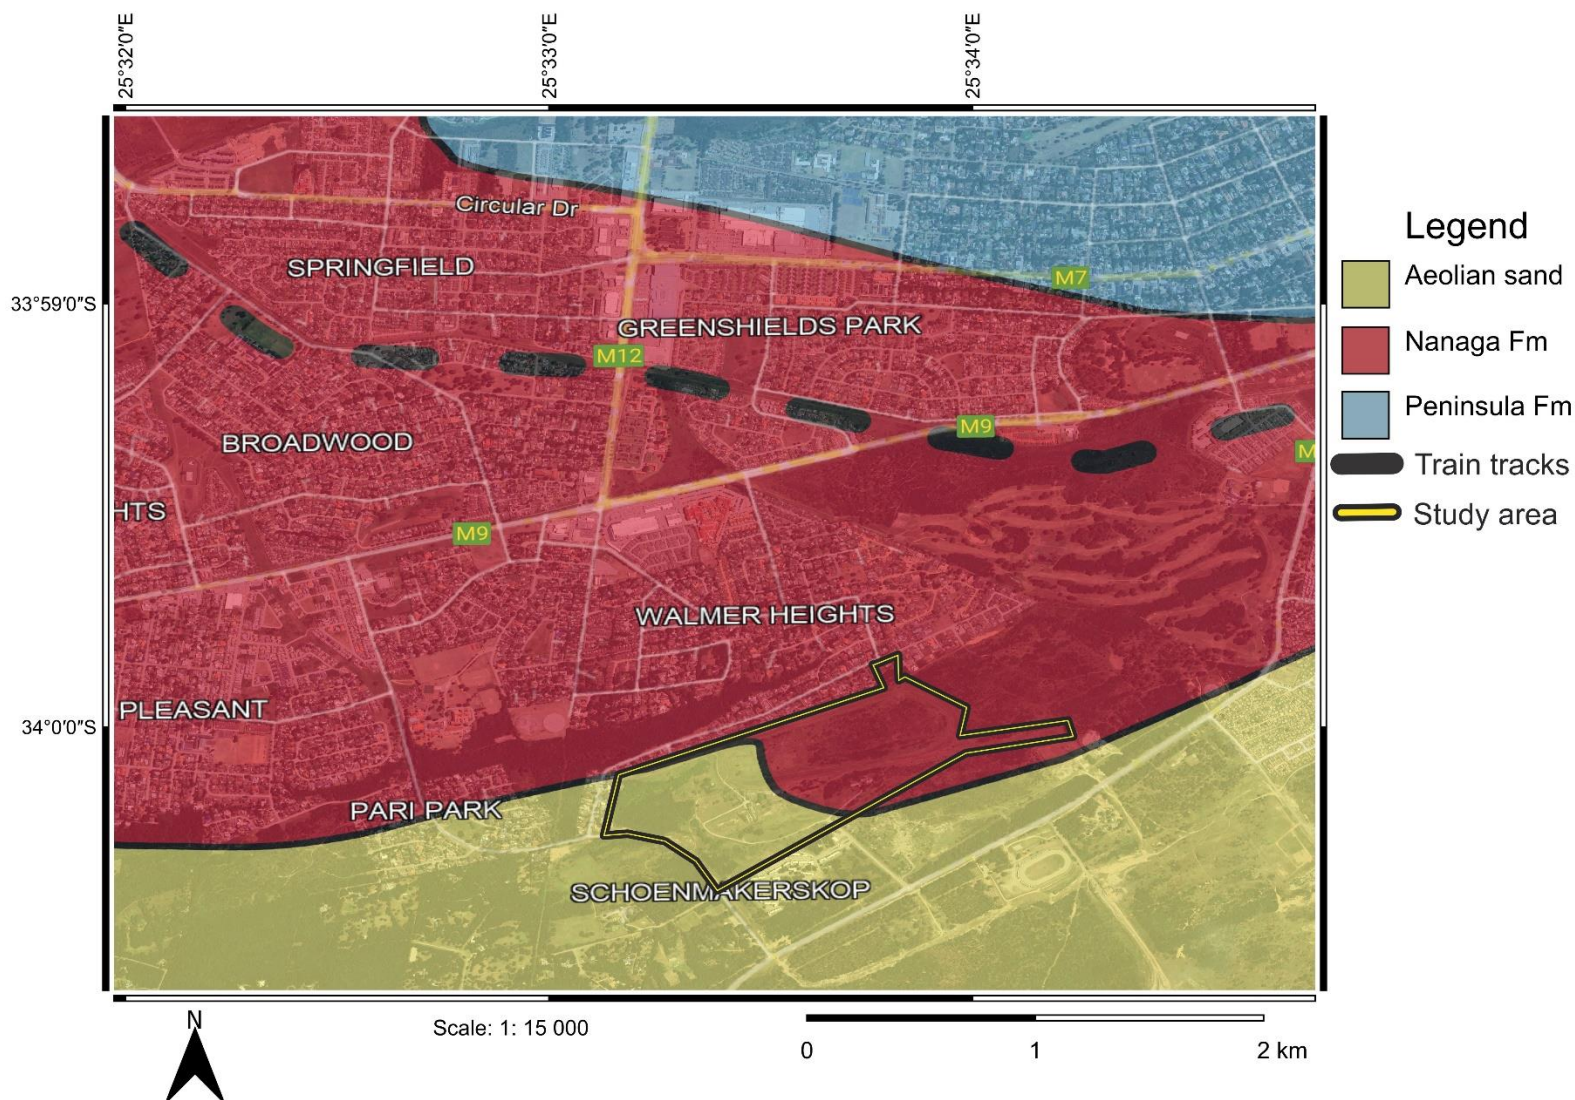 25°32'0"E
25°33'0"E
25°34'0"E
Circular Dr
SPRINGFIELD
M7
33°59'0"S
GREENSHIELDS PARK
M12
M9
BROADWOOD
M
HTS
M9
WALMER HEIGHTS
PLEASANT
34°0'0"S
PARI PARK
SCHOENMAKERSKOP
Legend
Aeolian sand
Nanaga Fm
Peninsula Fm
Train tracks
Study area
N
Scale: 1: 15 000
0 1 2 km